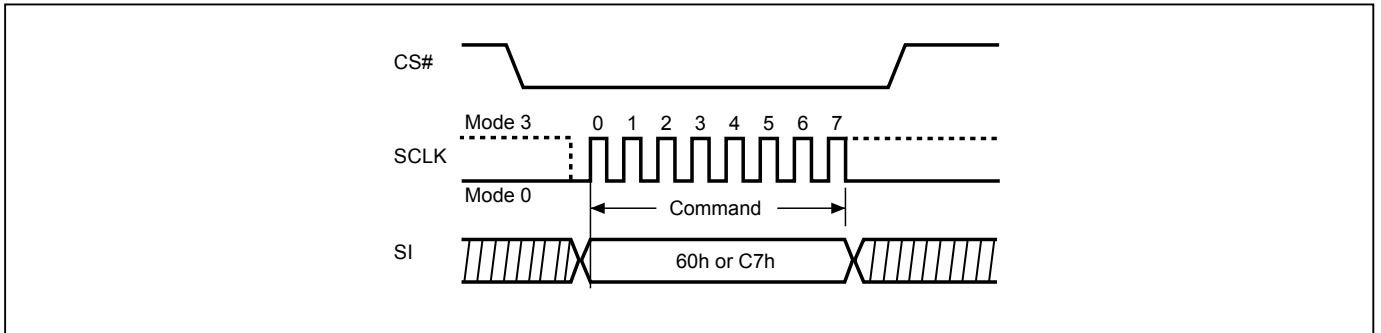 CS#
Mode 3 0 1 2 3 4 5 6 7
SCLK
Mode 0
Command
SI
60h or C7h